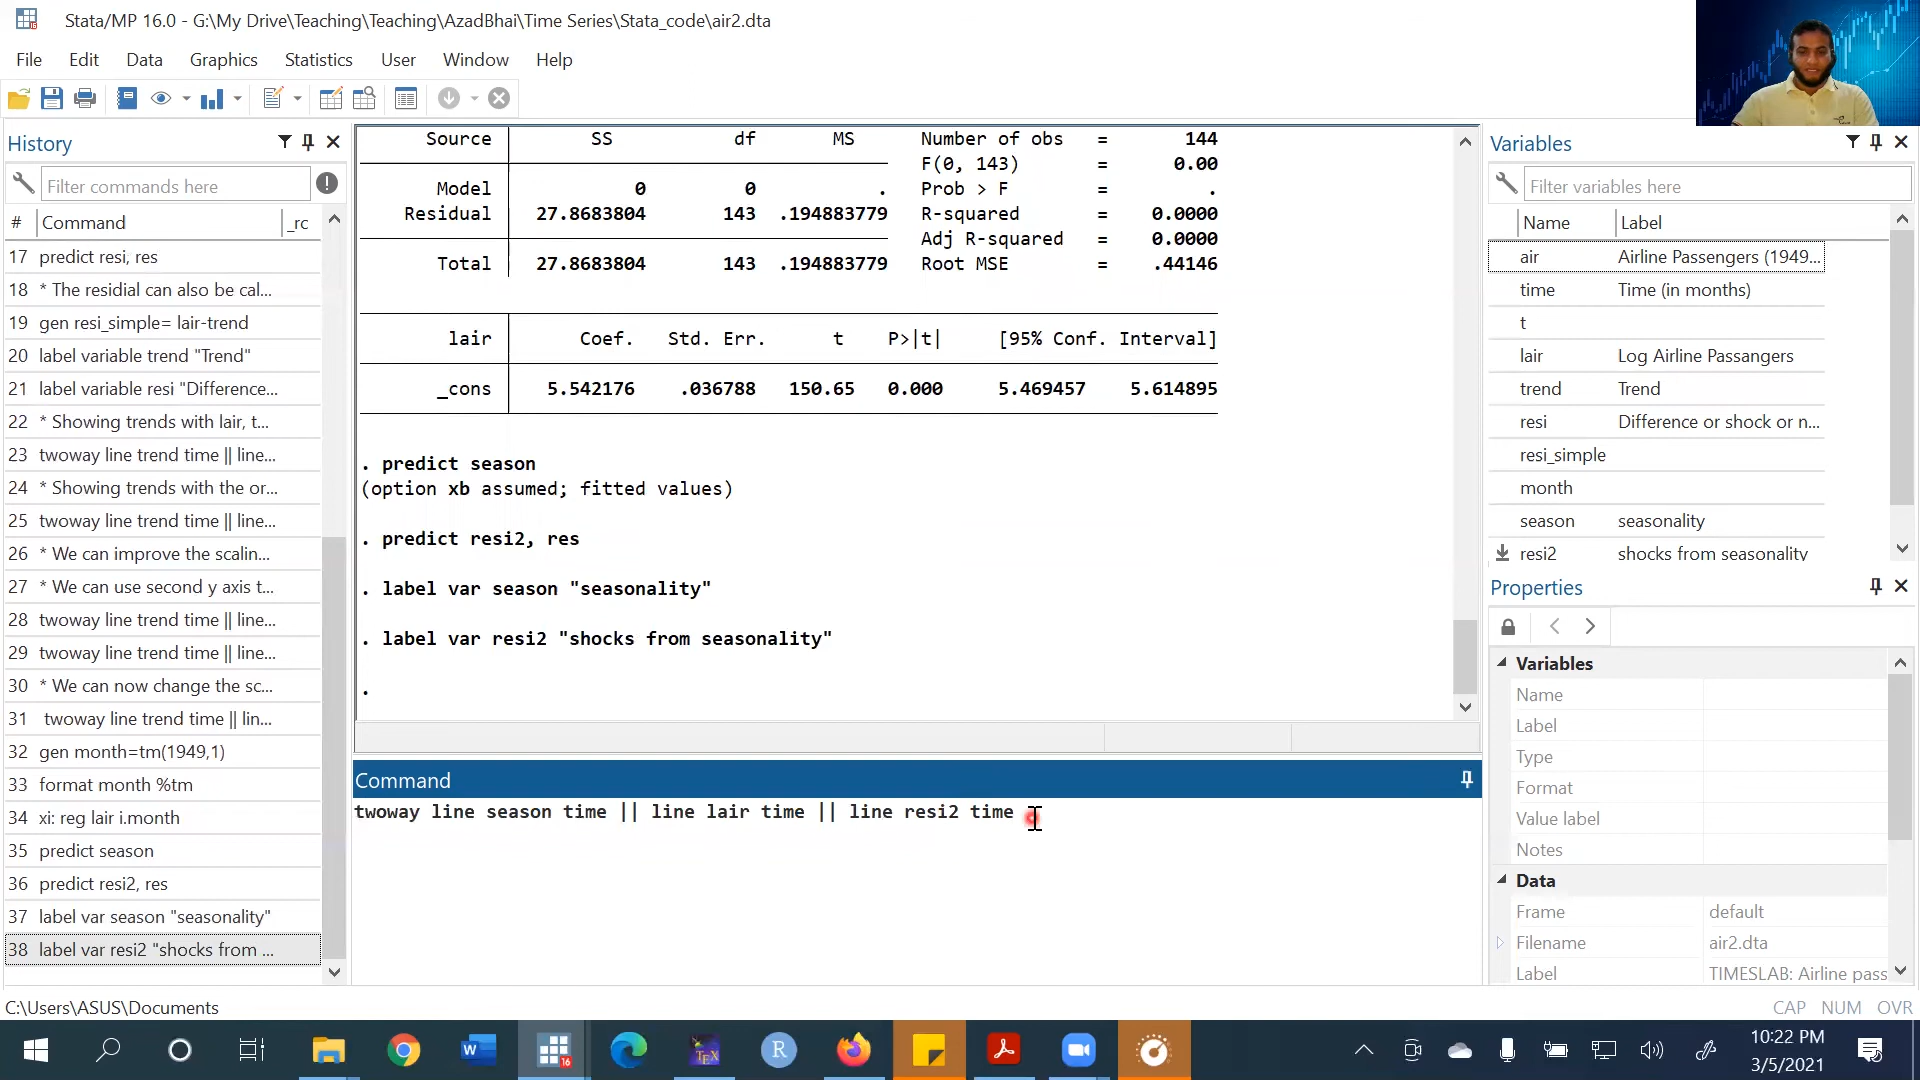 Stata/MP 16.0 - G:\My Drive\Teaching\Teaching\AzadBhai\Time Series\Stata_code\air2.dta
File Edit Data Graphics Statistics User Window Help
History
Filter commands here
# Command _rc
17 predict resi, res
18 * The residial can also be cal...
19 gen resi_simple= lair-trend
20 label variable trend "Trend"
21 label variable resi "Difference...
22 * Showing trends with lair, t...
23 twoway line trend time || line...
24 * Showing trends with the or...
25 twoway line trend time || line...
26 * We can improve the scalin...
27 * We can use second y axis t...
28 twoway line trend time || line...
29 twoway line trend time || line...
30 * We can now change the sc...
31 twoway line trend time || lin...
32 gen month=tm(1949,1)
33 format month %tm
34 xi: reg lair i.month
35 predict season
36 predict resi2, res
37 label var season "seasonality"
38 label var resi2 "shocks from ...
Source SS df MS Number of obs = 144
F(0, 143) = 0.00
Model 0 0 . Prob > F = .
Residual 27.8683804 143 .194883779 R-squared = 0.0000
Adj R-squared = 0.0000
Total 27.8683804 143 .194883779 Root MSE = .44146
lair Coef. Std. Err. t P>|t| [95% Conf. Interval]
_cons 5.542176 .036788 150.65 0.000 5.469457 5.614895
. predict season
(option xb assumed; fitted values)
. predict resi2, res
. label var season "seasonality"
. label var resi2 "shocks from seasonality"
.
Command
twoway line season time || line lair time || line resi2 time
Variables
Filter variables here
Name Label
air Airline Passengers (1949...
time Time (in months)
t
lair Log Airline Passangers
trend Trend
resi Difference or shock or n...
resi_simple
month
season seasonality
resi2 shocks from seasonality
Properties
Variables
Name
Label
Type
Format
Value label
Notes
Data
Frame default
Filename air2.dta
Label TIMESLAB: Airline pass
C:\Users\ASUS\Documents
CAP NUM OVR
10:22 PM
3/5/2021